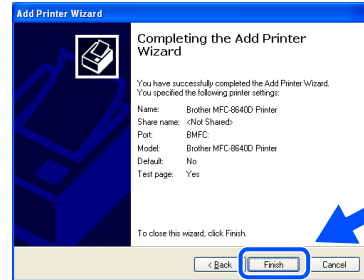 Add Printer Wizard
Completing the Add Printer
Wizard
You have successfully completed the Add Printer Wizard.
You specified the following printer settings:
Name: Brother MFC-8640D Printer
Share name: <Not Shared>
Port: BMFC:
Model: Brother MFC-8640D Printer
Default: No
Test page: Yes
To close this wizard, click Finish.
< Back Finish Cancel